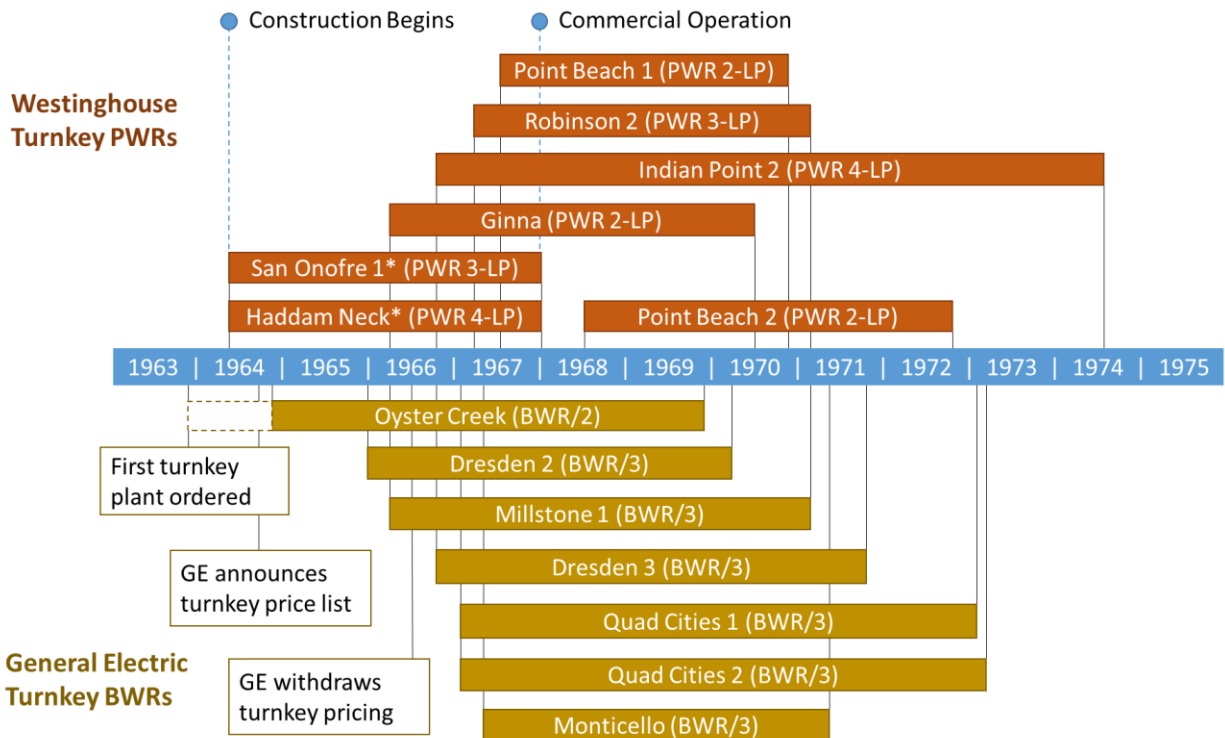 Construction Begins
Commercial Operation
Westinghouse
Turnkey PWRs
Point Beach 1 (PWR 2-LP)
Robinson 2 (PWR 3-LP)
Indian Point 2 (PWR 4-LP)
Ginna (PWR 2-LP)
San Onofre 1* (PWR 3-LP)
Haddam Neck* (PWR 4-LP)
Point Beach 2 (PWR 2-LP)
1963 | 1964 | 1965 | 1966 | 1967 | 1968 | 1969 | 1970 | 1971 | 1972 | 1973 | 1974 | 1975
Oyster Creek (BWR/2)
Dresden 2 (BWR/3)
First turnkey
plant ordered
Millstone 1 (BWR/3)
Dresden 3 (BWR/3)
GE announces
turnkey price list
Quad Cities 1 (BWR/3)
General Electric
Turnkey BWRs
Quad Cities 2 (BWR/3)
GE withdraws
turnkey pricing
Monticello (BWR/3)